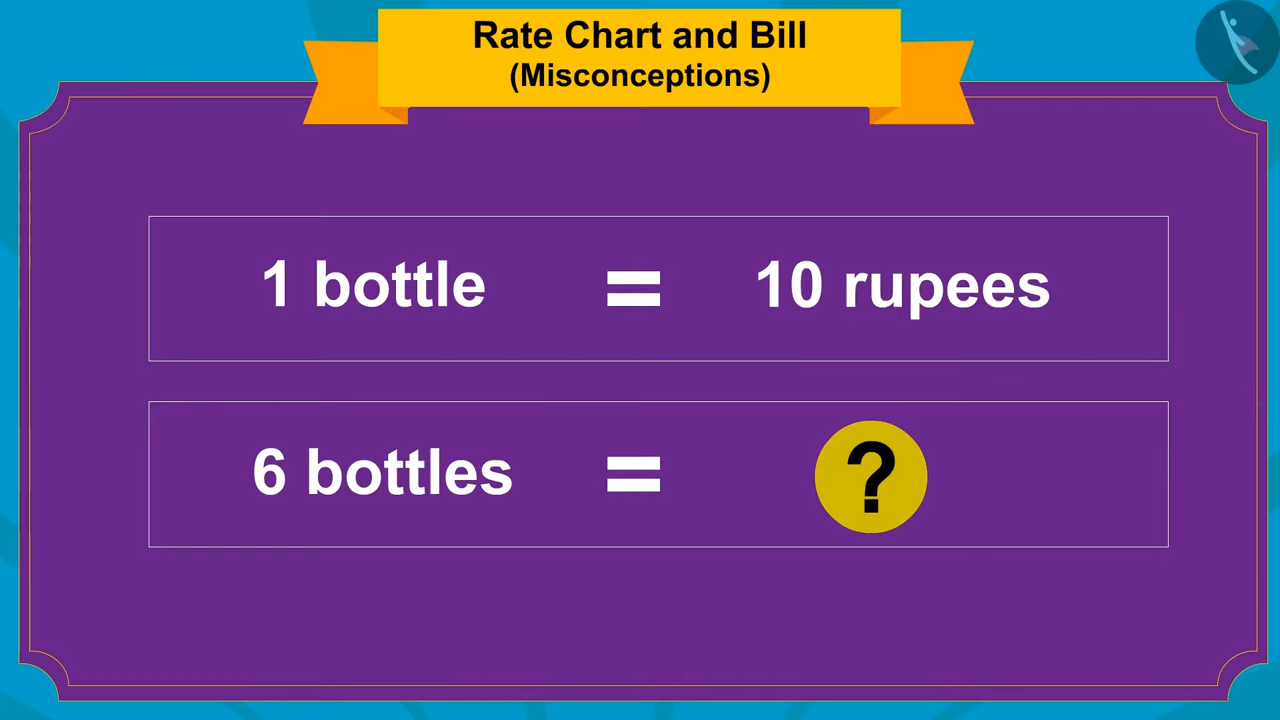 Rate Chart and Bill
(Misconceptions)
1 bottle = 10 rupees
6 bottles = ?